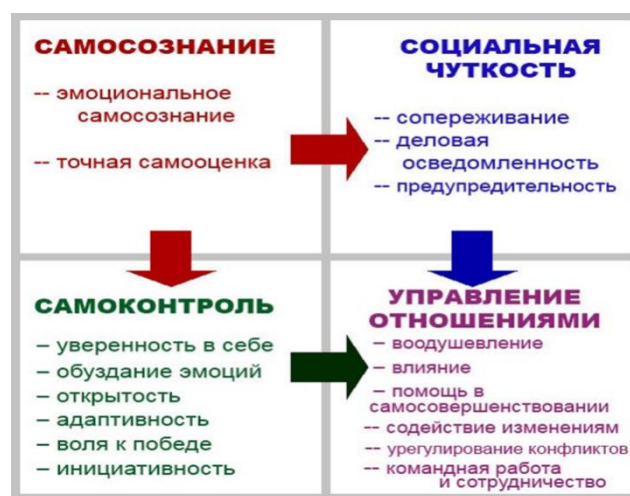 САМОСОЗНАНИЕ
-- эмоциональное
самосознание
-- точная самооценка
СОЦИАЛЬНАЯ
ЧУТКОСТЬ
-- сопереживание
-- деловая
осведомленность
-- предупредительность
САМОКОНТРОЛЬ
– уверенность в себе
– обуздание эмоций
– открытость
– адаптивность
– воля к победе
– инициативность
УПРАВЛЕНИЕ
ОТНОШЕНИЯМИ
– воодушевление
– влияние
– помощь в
самосовершенствовании
-- содействие изменениям
-- урегулирование конфликтов
-- командная работа
и сотрудничество